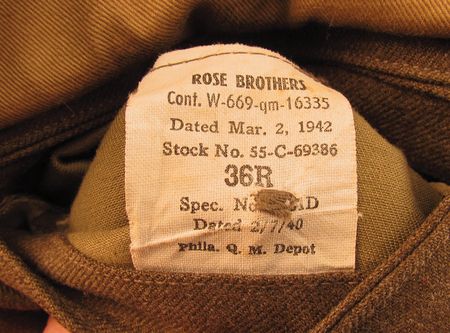 ROSE BROTHERS
Cont. W-669-qm-16335
Dated Mar. 2, 1942
Stock No. 55-C-69386
36R
Spec. No.
Dated 2/7/40
Phila. Q. M. Depot